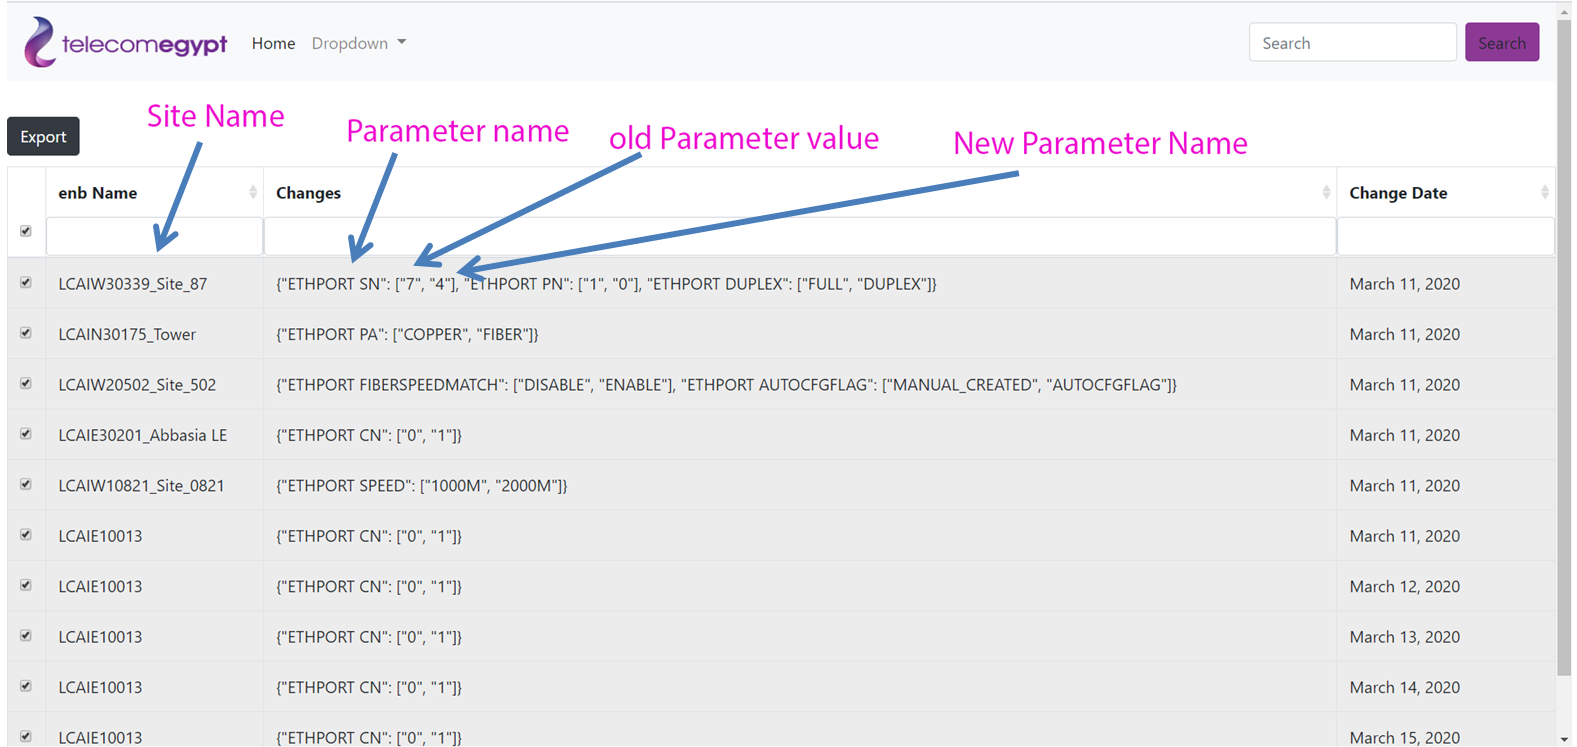 telecomegypt Home Dropdown Search Search
Site Name
Parameter name
old Parameter value
New Parameter Name
Export
enb Name Changes Change Date
LCAIW30339_Site_87 {"ETHPORT SN": ["7", "4"], "ETHPORT PN": ["1", "0"], "ETHPORT DUPLEX": ["FULL", "DUPLEX"]} March 11, 2020
LCAIN30175_Tower {"ETHPORT PA": ["COPPER", "FIBER"]} March 11, 2020
LCAIW20502_Site_502 {"ETHPORT FIBERSPEEDMATCH": ["DISABLE", "ENABLE"], "ETHPORT AUTOCFGFLAG": ["MANUAL_CREATED", "AUTOCFGFLAG"]} March 11, 2020
LCAIE30201_Abbasia LE {"ETHPORT CN": ["0", "1"]} March 11, 2020
LCAIW10821_Site_0821 {"ETHPORT SPEED": ["1000M", "2000M"]} March 11, 2020
LCAIE10013 {"ETHPORT CN": ["0", "1"]} March 11, 2020
LCAIE10013 {"ETHPORT CN": ["0", "1"]} March 12, 2020
LCAIE10013 {"ETHPORT CN": ["0", "1"]} March 13, 2020
LCAIE10013 {"ETHPORT CN": ["0", "1"]} March 14, 2020
LCAIE10013 {"ETHPORT CN": ["0", "1"]} March 15, 2020